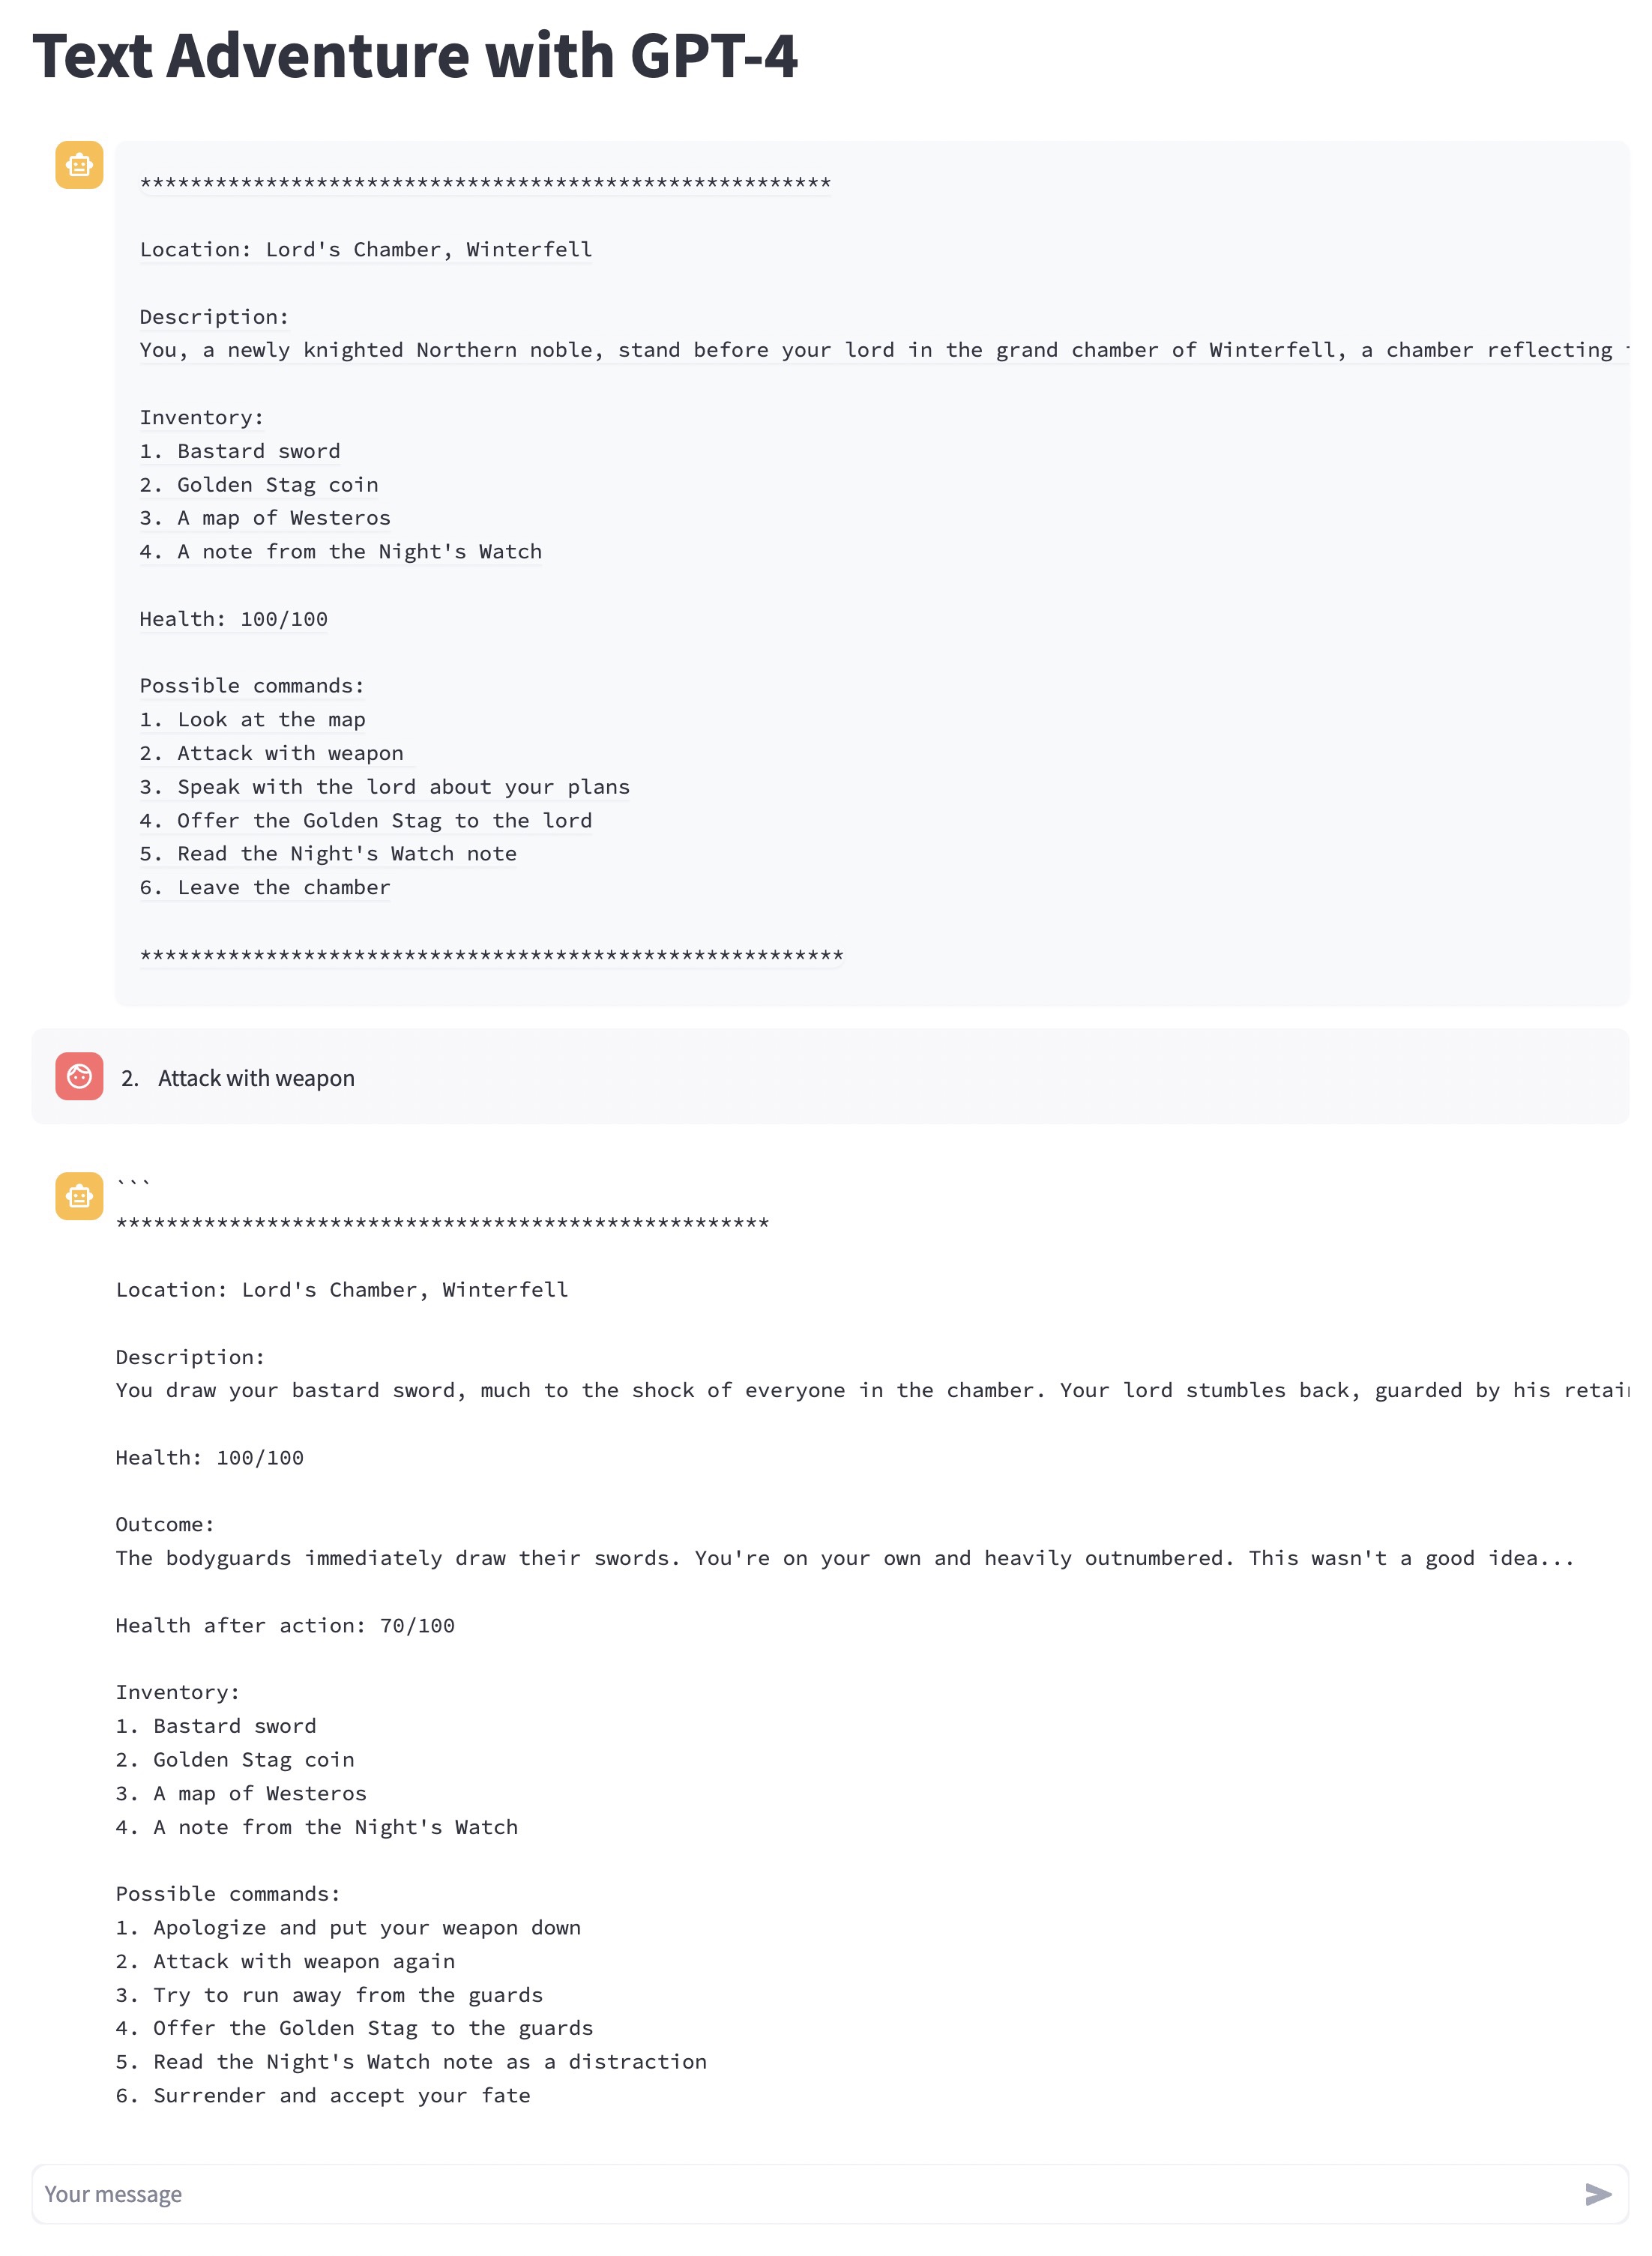 Text Adventure with GPT-4
*******************************************************
Location: Lord's Chamber, Winterfell
Description:
You, a newly knighted Northern noble, stand before your lord in the grand chamber of Winterfell, a chamber reflecting
Inventory:
1. Bastard sword
2. Golden Stag coin
3. A map of Westeros
4. A note from the Night's Watch
Health: 100/100
Possible commands:
1. Look at the map
2. Attack with weapon
3. Speak with the lord about your plans
4. Offer the Golden Stag to the lord
5. Read the Night's Watch note
6. Leave the chamber
********************************************************
2. Attack with weapon
```
****************************************************
Location: Lord's Chamber, Winterfell
Description:
You draw your bastard sword, much to the shock of everyone in the chamber. Your lord stumbles back, guarded by his
Health: 100/100
Outcome:
The bodyguards immediately draw their swords. You're on your own and heavily outnumbered. This wasn't a good idea...
Health after action: 70/100
Inventory:
1. Bastard sword
2. Golden Stag coin
3. A map of Westeros
4. A note from the Night's Watch
Possible commands:
1. Apologize and put your weapon down
2. Attack with weapon again
3. Try to run away from the guards
4. Offer the Golden Stag to the guards
5. Read the Night's Watch note as a distraction
6. Surrender and accept your fate
Your message